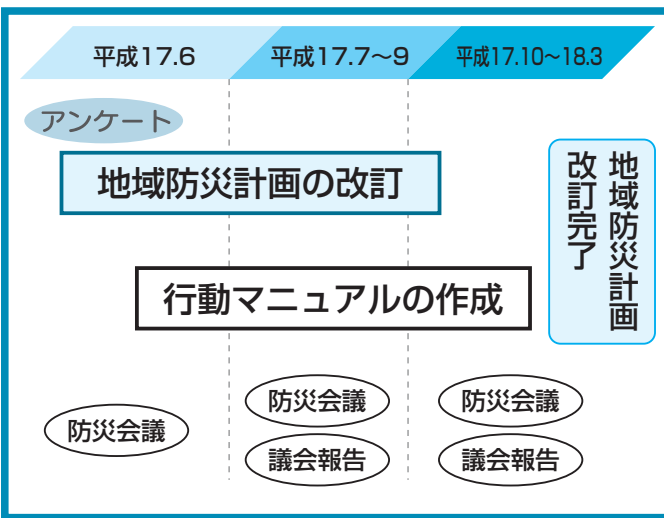 平成17.6
平成17.7〜9
平成17.10〜18.3
アンケート
地域防災計画の改訂
地域防災計画
改訂完了
行動マニュアルの作成
防災会議
防災会議
議会報告
防災会議
議会報告